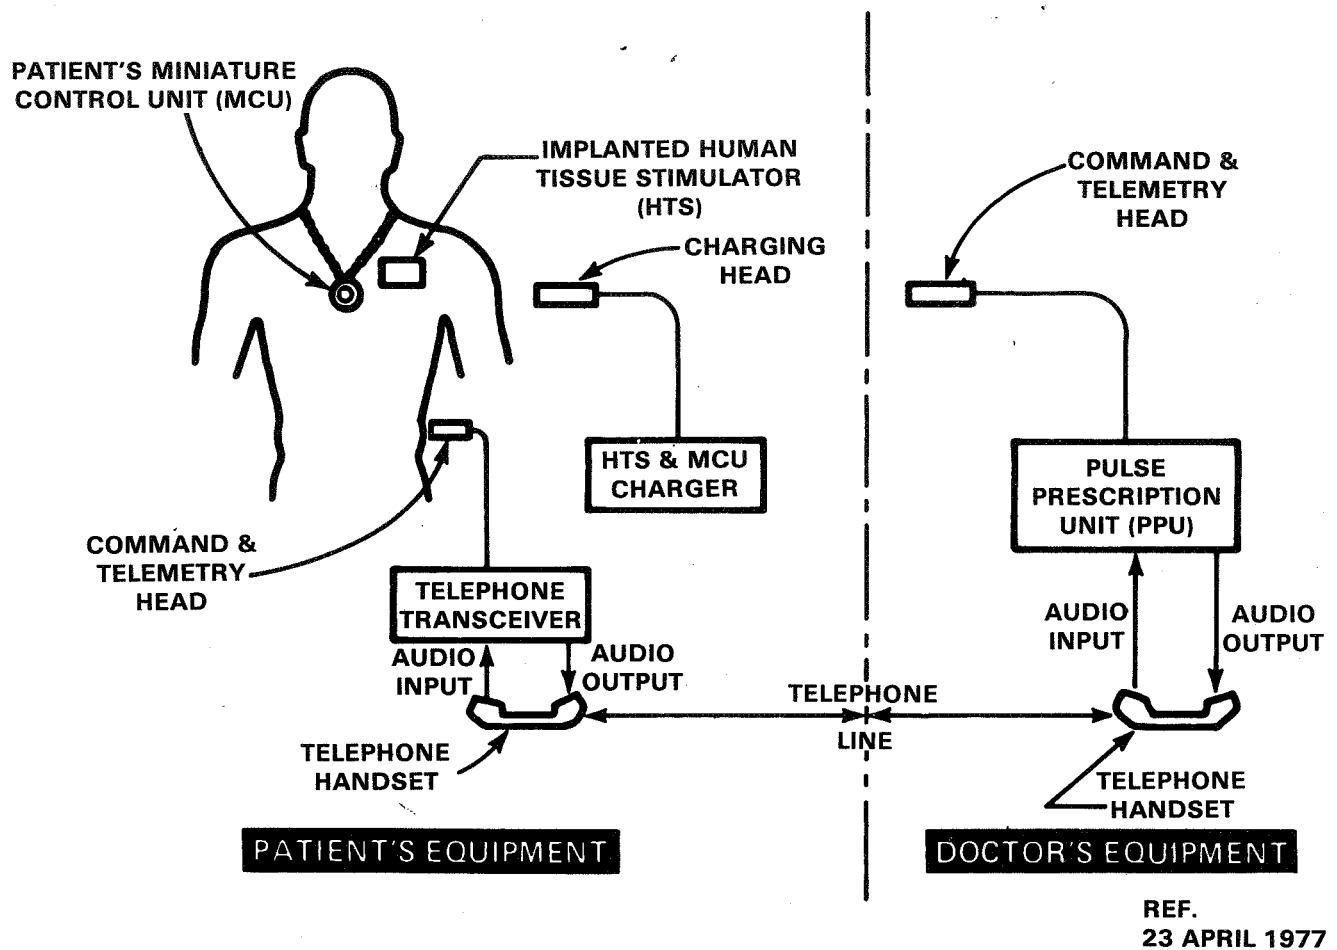 PATIENT'S MINIATURE
CONTROL UNIT (MCU)
IMPLANTED HUMAN
TISSUE STIMULATOR
(HTS)
CHARGING
HEAD
COMMAND &
TELEMETRY
HEAD
HTS & MCU
CHARGER
PULSE
PRESCRIPTION
UNIT (PPU)
COMMAND &
TELEMETRY
HEAD
TELEPHONE
TRANSCEIVER
AUDIO
INPUT
AUDIO
OUTPUT
AUDIO
INPUT
AUDIO
OUTPUT
TELEPHONE
LINE
TELEPHONE
HANDSET
TELEPHONE
HANDSET
PATIENT'S EQUIPMENT
DOCTOR'S EQUIPMENT
REF.
23 APRIL 1977